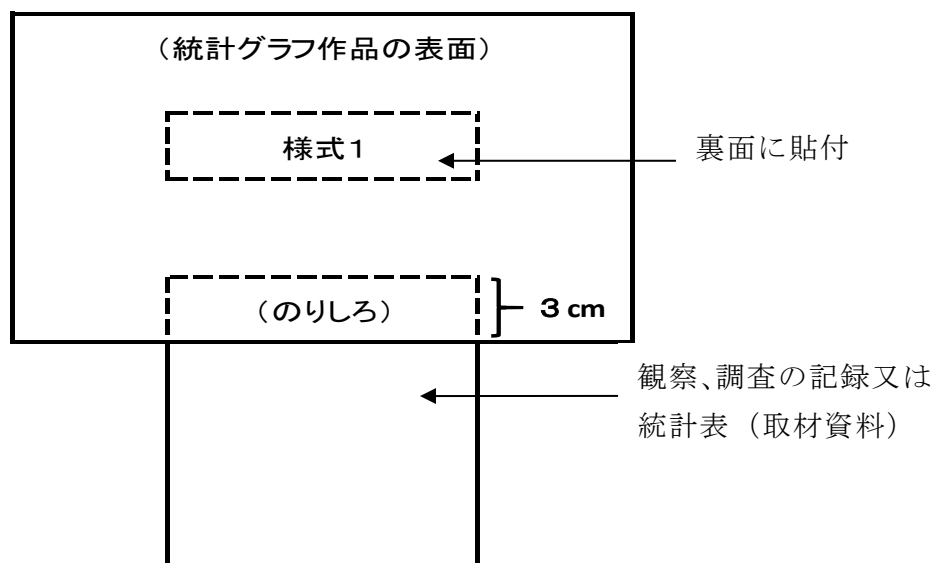 （統計グラフ作品の表面）
様式１
裏面に貼付
（のりしろ）
３cm
観察、調査の記録又は
統計表（取材資料）